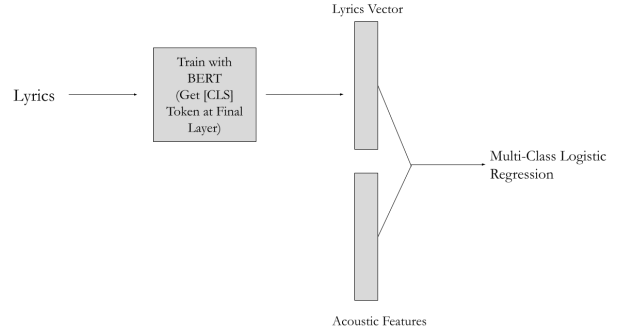 Lyrics Vector
Train with
BERT
(Get [CLS]
Token at Final
Layer)
Lyrics
Multi-Class Logistic
Regression
Acoustic Features